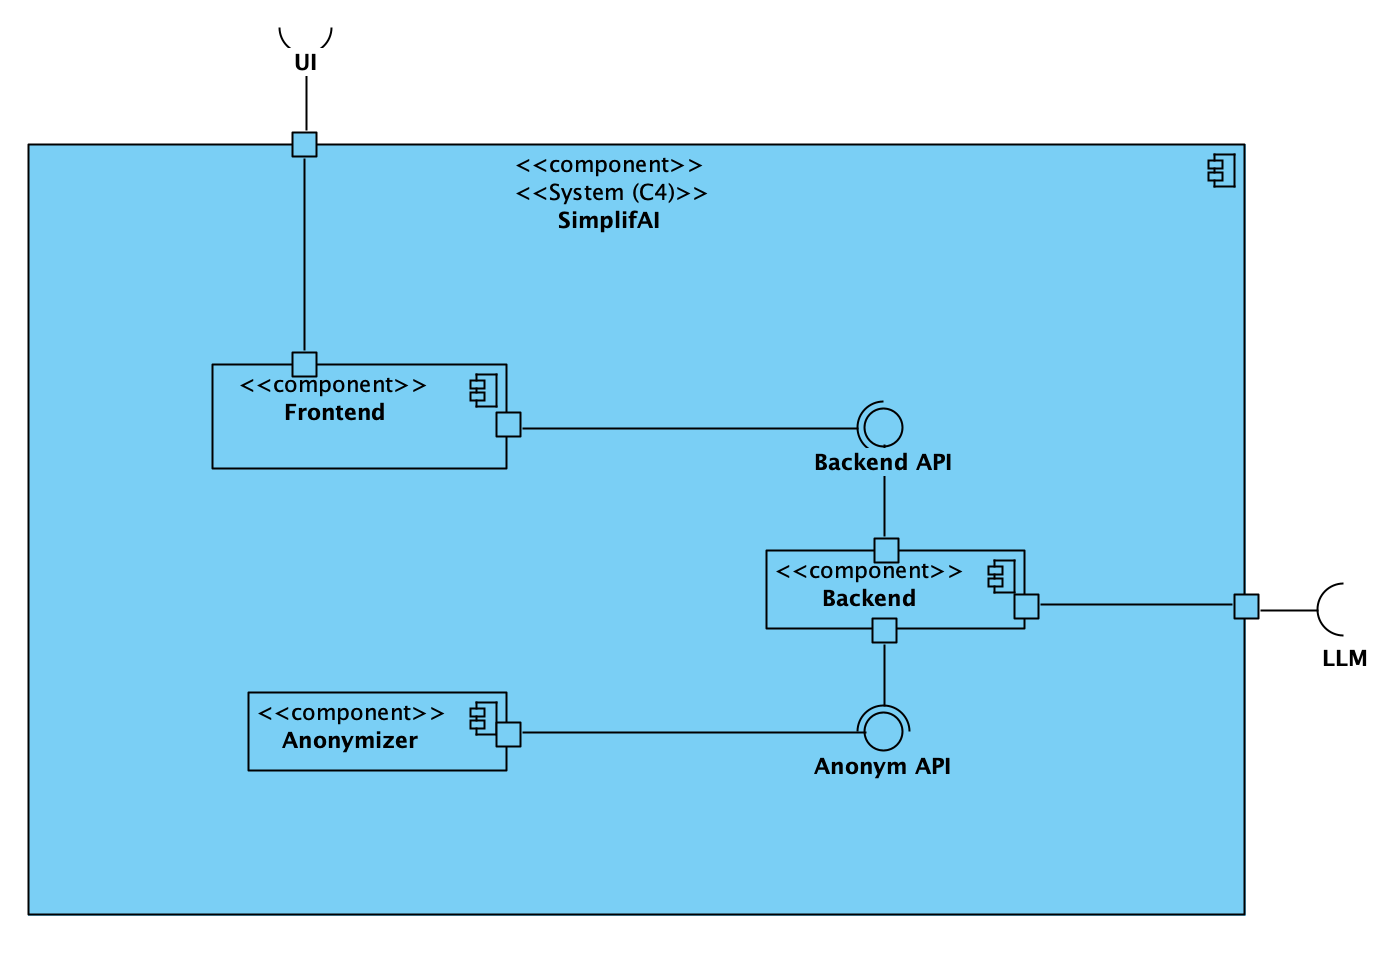 UI
<<component>>
<<System (C4)>>
SimplifAI
<<component>>
Frontend
Backend API
<<component>>
Backend
LLM
<<component>>
Anonymizer
Anonym API